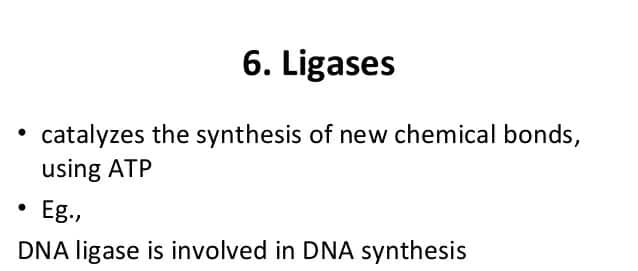 6. Ligases
• catalyzes the synthesis of new chemical bonds,
using ATP
• Eg.,
DNA ligase is involved in DNA synthesis